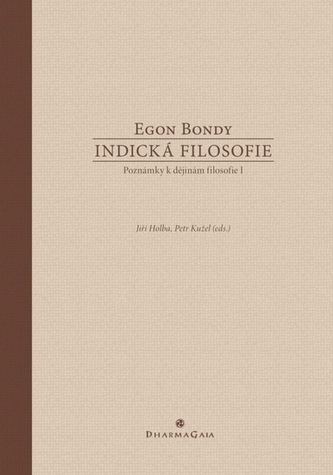 Egon Bondy
INDICKÁ FILOSOFIE
Poznámky k dějinám filosofie I
Jiří Holba, Petr Kužel (eds.)
DharmaGaia